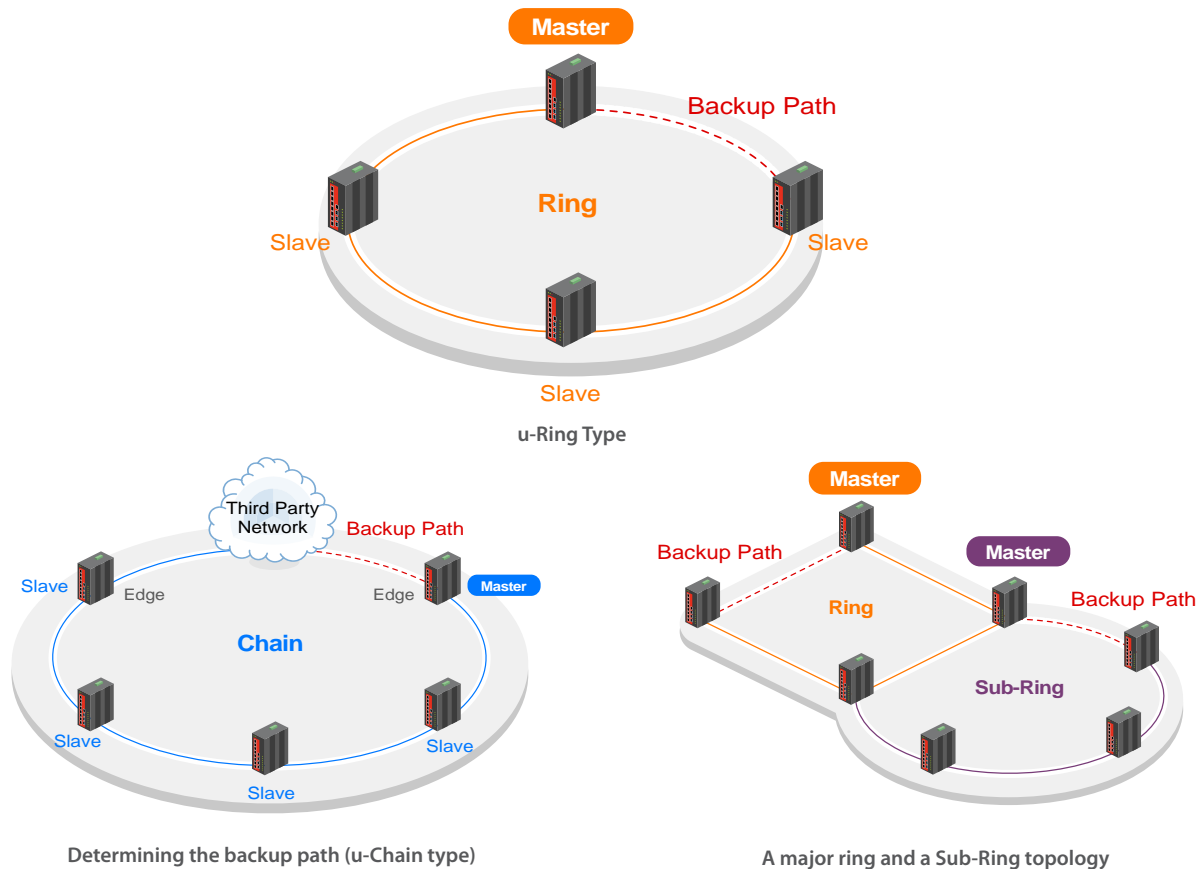 Master
Backup Path
Ring
Slave
Slave
Slave
u-Ring Type
Third Party
Network
Backup Path
Slave
Edge
Edge
Master
Chain
Slave
Slave
Slave
Determining the backup path (u-Chain type)
Master
Master
Backup Path
Backup Path
Ring
Sub-Ring
A major ring and a Sub-Ring topology